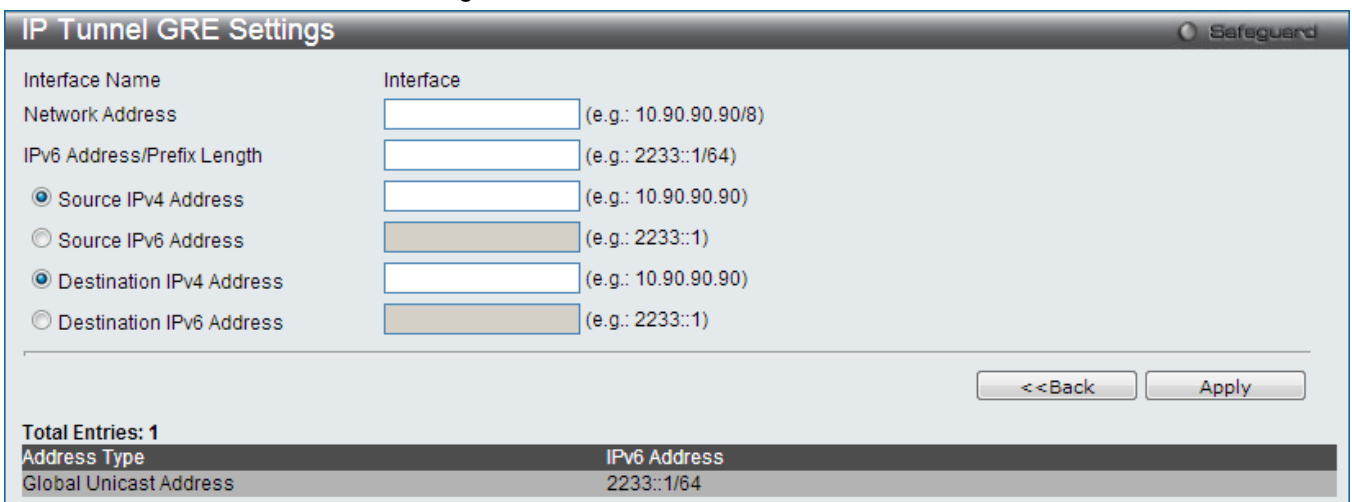 IP Tunnel GRE Settings Safeguard
Interface Name Interface
Network Address (e.g.: 10.90.90.90/8)
IPv6 Address/Prefix Length (e.g.: 2233::1/64)
Source IPv4 Address (e.g.: 10.90.90.90)
Source IPv6 Address (e.g.: 2233::1)
Destination IPv4 Address (e.g.: 10.90.90.90)
Destination IPv6 Address (e.g.: 2233::1)
<<Back Apply
Total Entries: 1
Address Type IPv6 Address
Global Unicast Address 2233::1/64